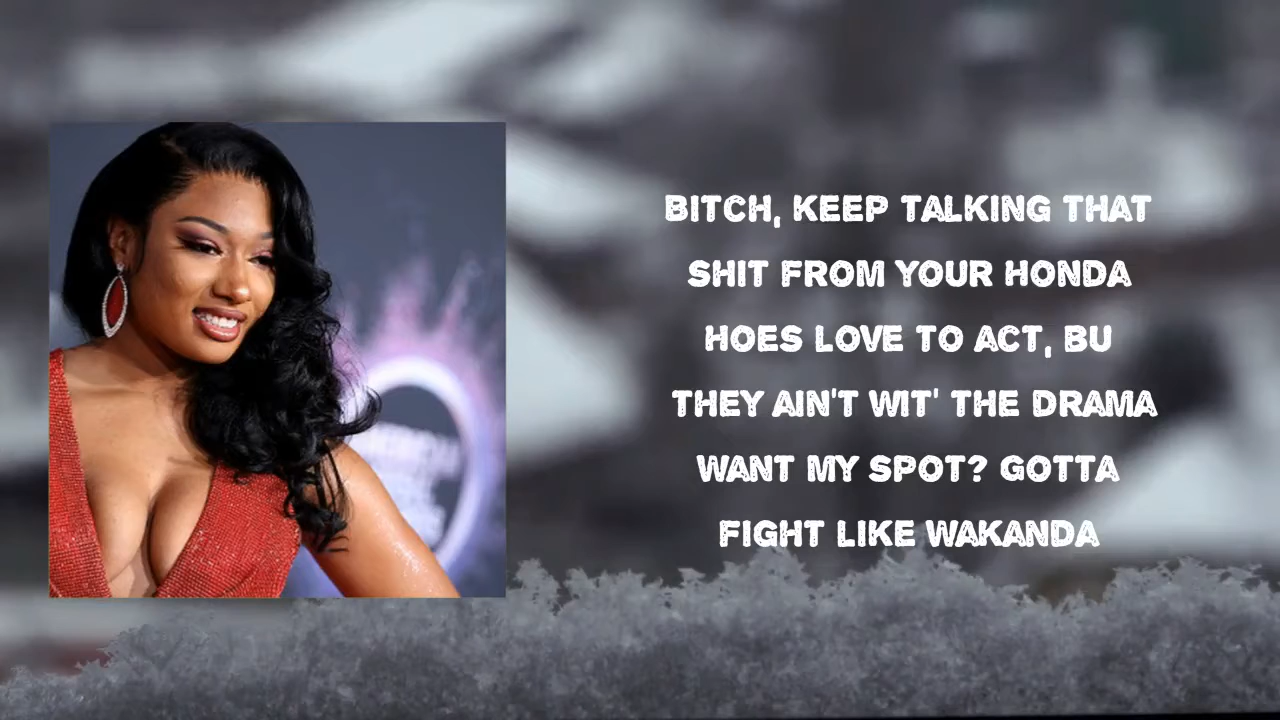 BITCH, KEEP TALKING THAT
SHIT FROM YOUR HONDA
HOES LOVE TO ACT, BU
THEY AIN'T WIT' THE DRAMA
WANT MY SPOT? GOTTA
FIGHT LIKE WAKANDA